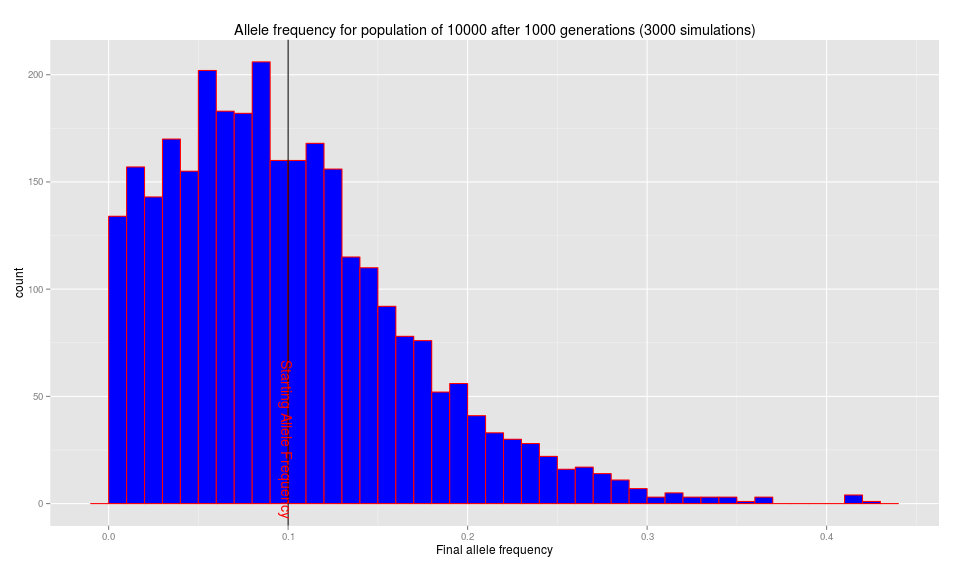 Allele frequency for population of 10000 after 1000 generations (3000 simulations)
200
150
100
50
0
count
Starting Allele Frequency
0.0
0.1
0.2
0.3
0.4
Final allele frequency